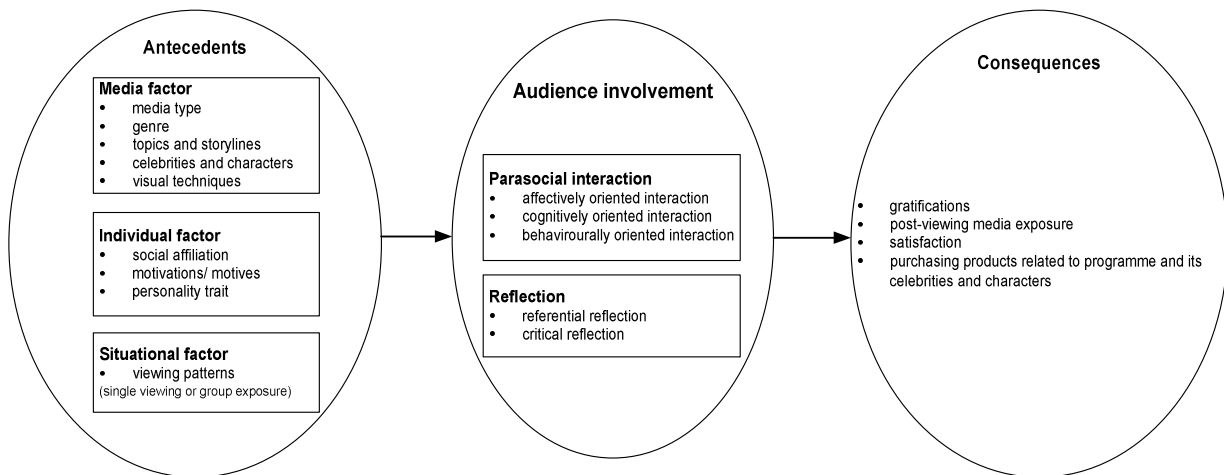 Antecedents
Media factor
• media type
• genre
• topics and storylines
• celebrities and characters
• visual techniques
Individual factor
• social affiliation
• motivations/ motives
• personality trait
Situational factor
• viewing patterns
(single viewing or group exposure)
Audience involvement
Parasocial interaction
• affectively oriented interaction
• cognitively oriented interaction
• behavirourally oriented interaction
Reflection
• referential reflection
• critical reflection
Consequences
• gratifications
• post-viewing media exposure
• satisfaction
• purchasing products related to programme and its
celebrities and characters